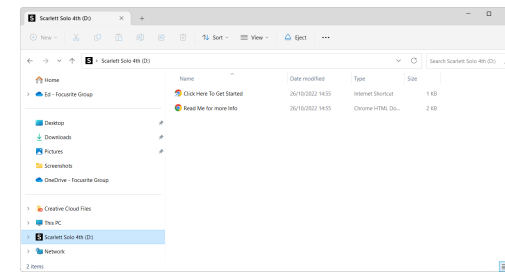 Scarlett Solo 4th (D:)
New
Sort
View
Eject
Scarlett Solo 4th (D:)
Search Scarlett Solo 4th (D:)
Home
Ed - Focusrite Group
Desktop
Downloads
Pictures
Screenshots
OneDrive - Focusrite Group
Creative Cloud Files
This PC
Scarlett Solo 4th (D:)
Network
Name Date modified Type Size
Click Here To Get Started 26/10/2022 14:55 Internet Shortcut 1 KB
Read Me for more Info 26/10/2022 14:55 Chrome HTML Do... 2 KB
2 items